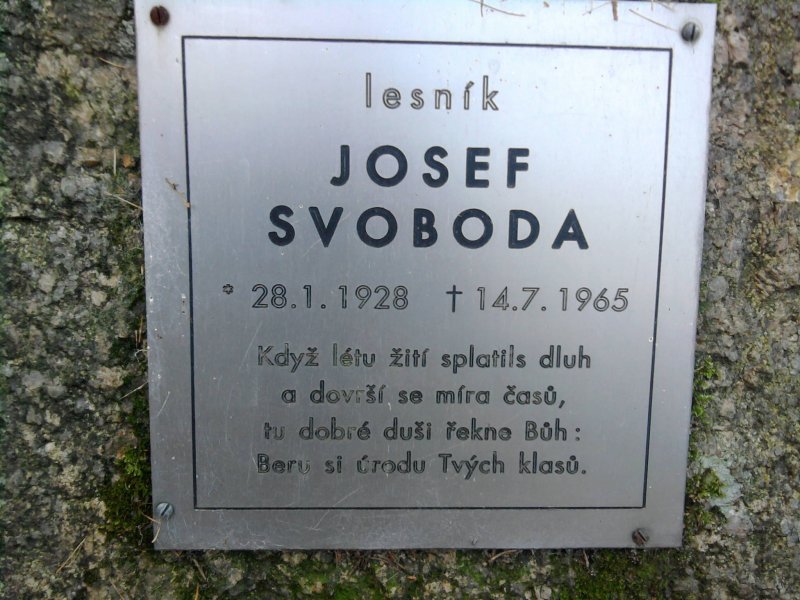 lesník
JOSEF
SVOBODA
* 28.1.1928 † 14.7.1965
Když létu žití splatils dluh
a dovrší se míra časů,
tu dobré duši řekne Bůh:
Beru si úrodu Tvých klasů.